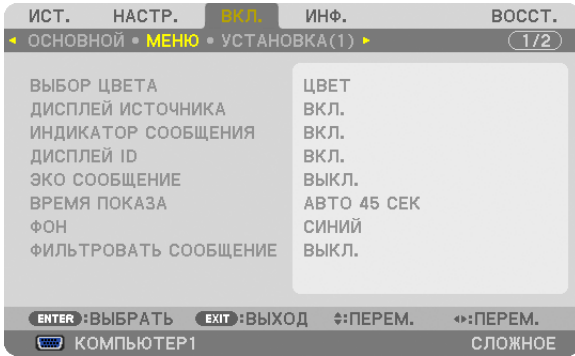 ИСТ. НАСТР. ВКЛ. ИНФ. ВОССТ.
ОСНОВНОЙ • МЕНЮ • УСТАНОВКА(1) 1/2
ВЫБОР ЦВЕТА ЦВЕТ
ДИСПЛЕЙ ИСТОЧНИКА ВКЛ.
ИНДИКАТОР СООБЩЕНИЯ ВКЛ.
ДИСПЛЕЙ ID ВКЛ.
ЭКО СООБЩЕНИЕ ВЫКЛ.
ВРЕМЯ ПОКАЗА АВТО 45 СЕК
ФОН СИНИЙ
ФИЛЬТРОВАТЬ СООБЩЕНИЕ ВЫКЛ.
ENTER :ВЫБРАТЬ EXIT :ВЫХОД :ПЕРЕМ. :ПЕРЕМ.
КОМПЬЮТЕР1 СЛОЖНОЕ